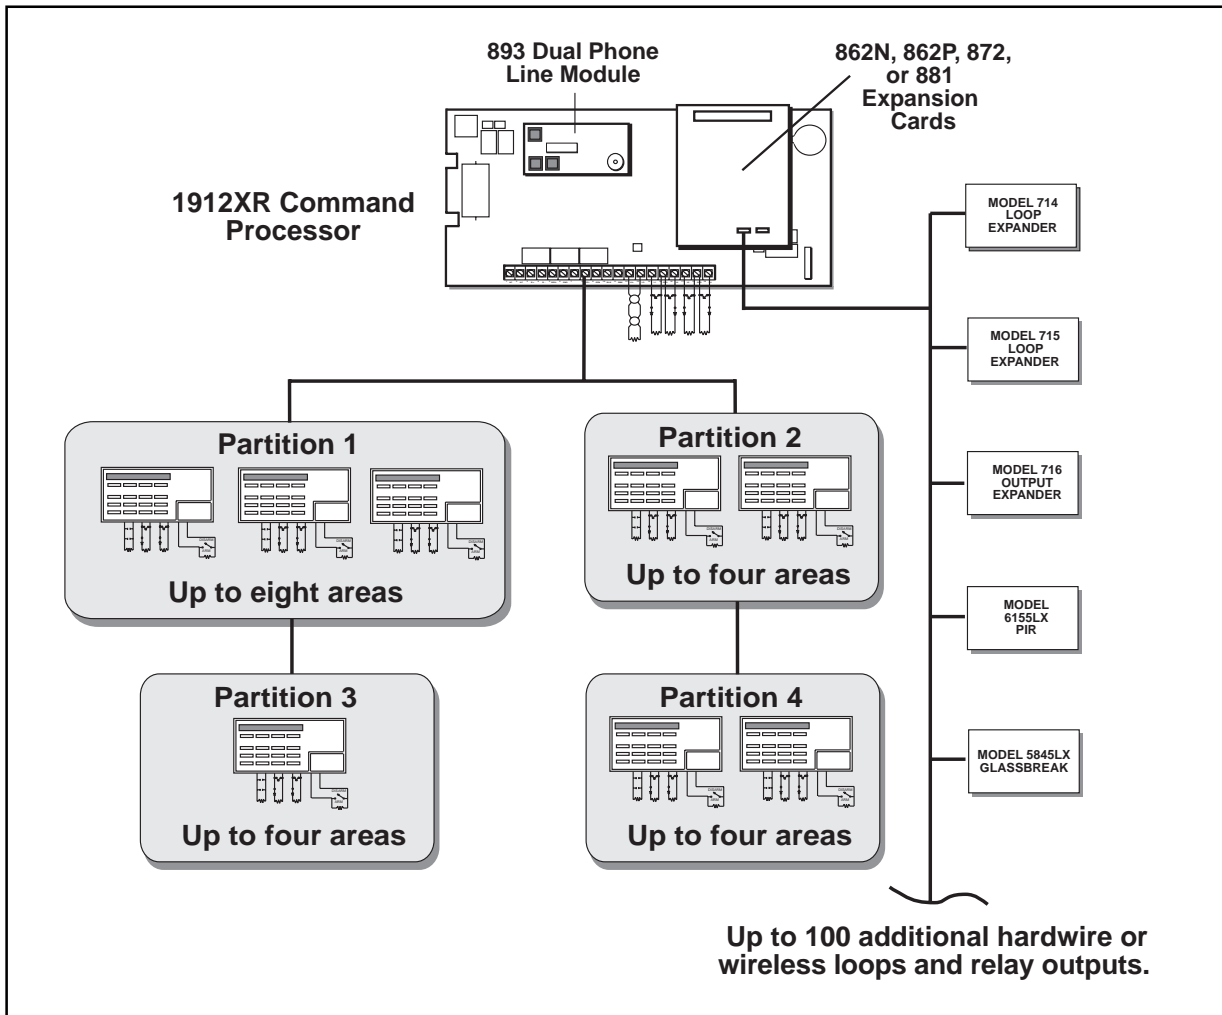 893 Dual Phone
Line Module
862N, 862P, 872,
or 881
Expansion
Cards
1912XR Command
Processor
MODEL 714
LOOP
EXPANDER
MODEL 715
LOOP
EXPANDER
MODEL 716
OUTPUT
EXPANDER
MODEL
6155LX
PIR
MODEL 5845LX
GLASSBREAK
Partition 1
Up to eight areas
Partition 2
Up to four areas
Partition 3
Up to four areas
Partition 4
Up to four areas
Up to 100 additional hardwire or
wireless loops and relay outputs.